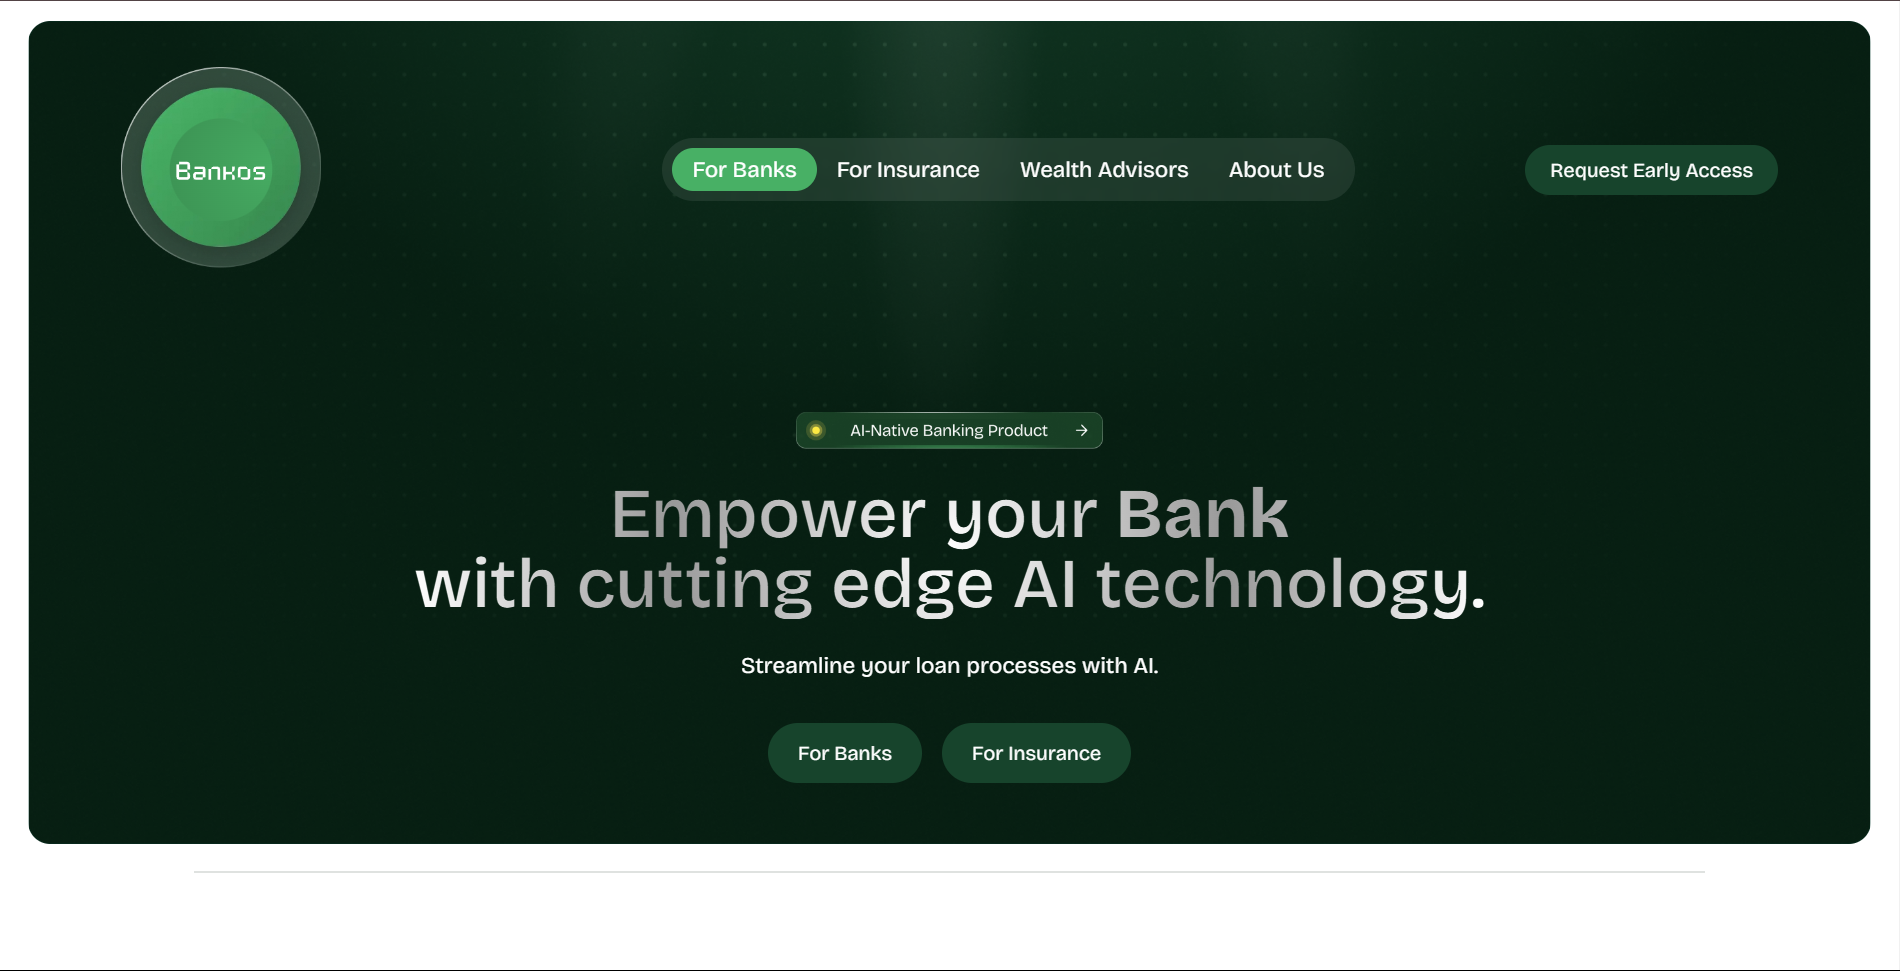 Bankos
For Banks
For Insurance
Wealth Advisors
About Us
Request Early Access
AI-Native Banking Product →
Empower your Bank
with cutting edge AI technology.
Streamline your loan processes with AI.
For Banks
For Insurance